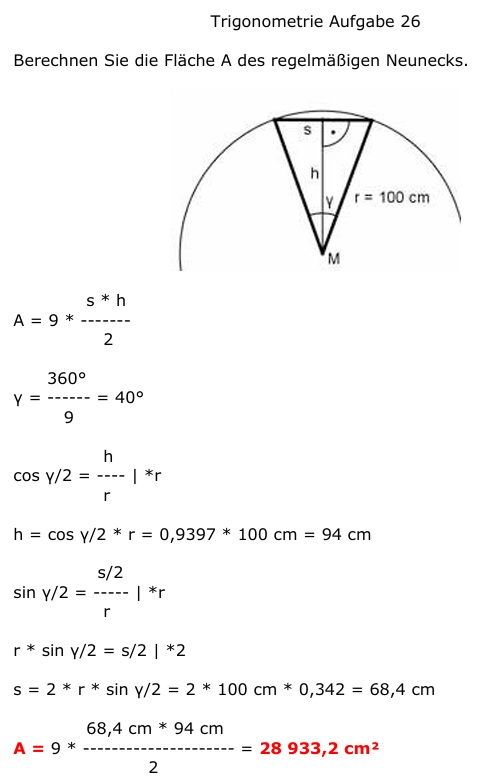 Trigonometrie Aufgabe 26
Berechnen Sie die Fläche A des regelmäßigen Neunecks.
s
h
γ
r = 100 cm
M
s * h
A = 9 * -------
2
360°
γ = ------ = 40°
9
h
cos γ/2 = ---- | *r
r
h = cos γ/2 * r = 0,9397 * 100 cm = 94 cm
s/2
sin γ/2 = ----- | *r
r
r * sin γ/2 = s/2 | *2
s = 2 * r * sin γ/2 = 2 * 100 cm * 0,342 = 68,4 cm
68,4 cm * 94 cm
A = 9 * --------------------- = 28 933,2 cm²
2